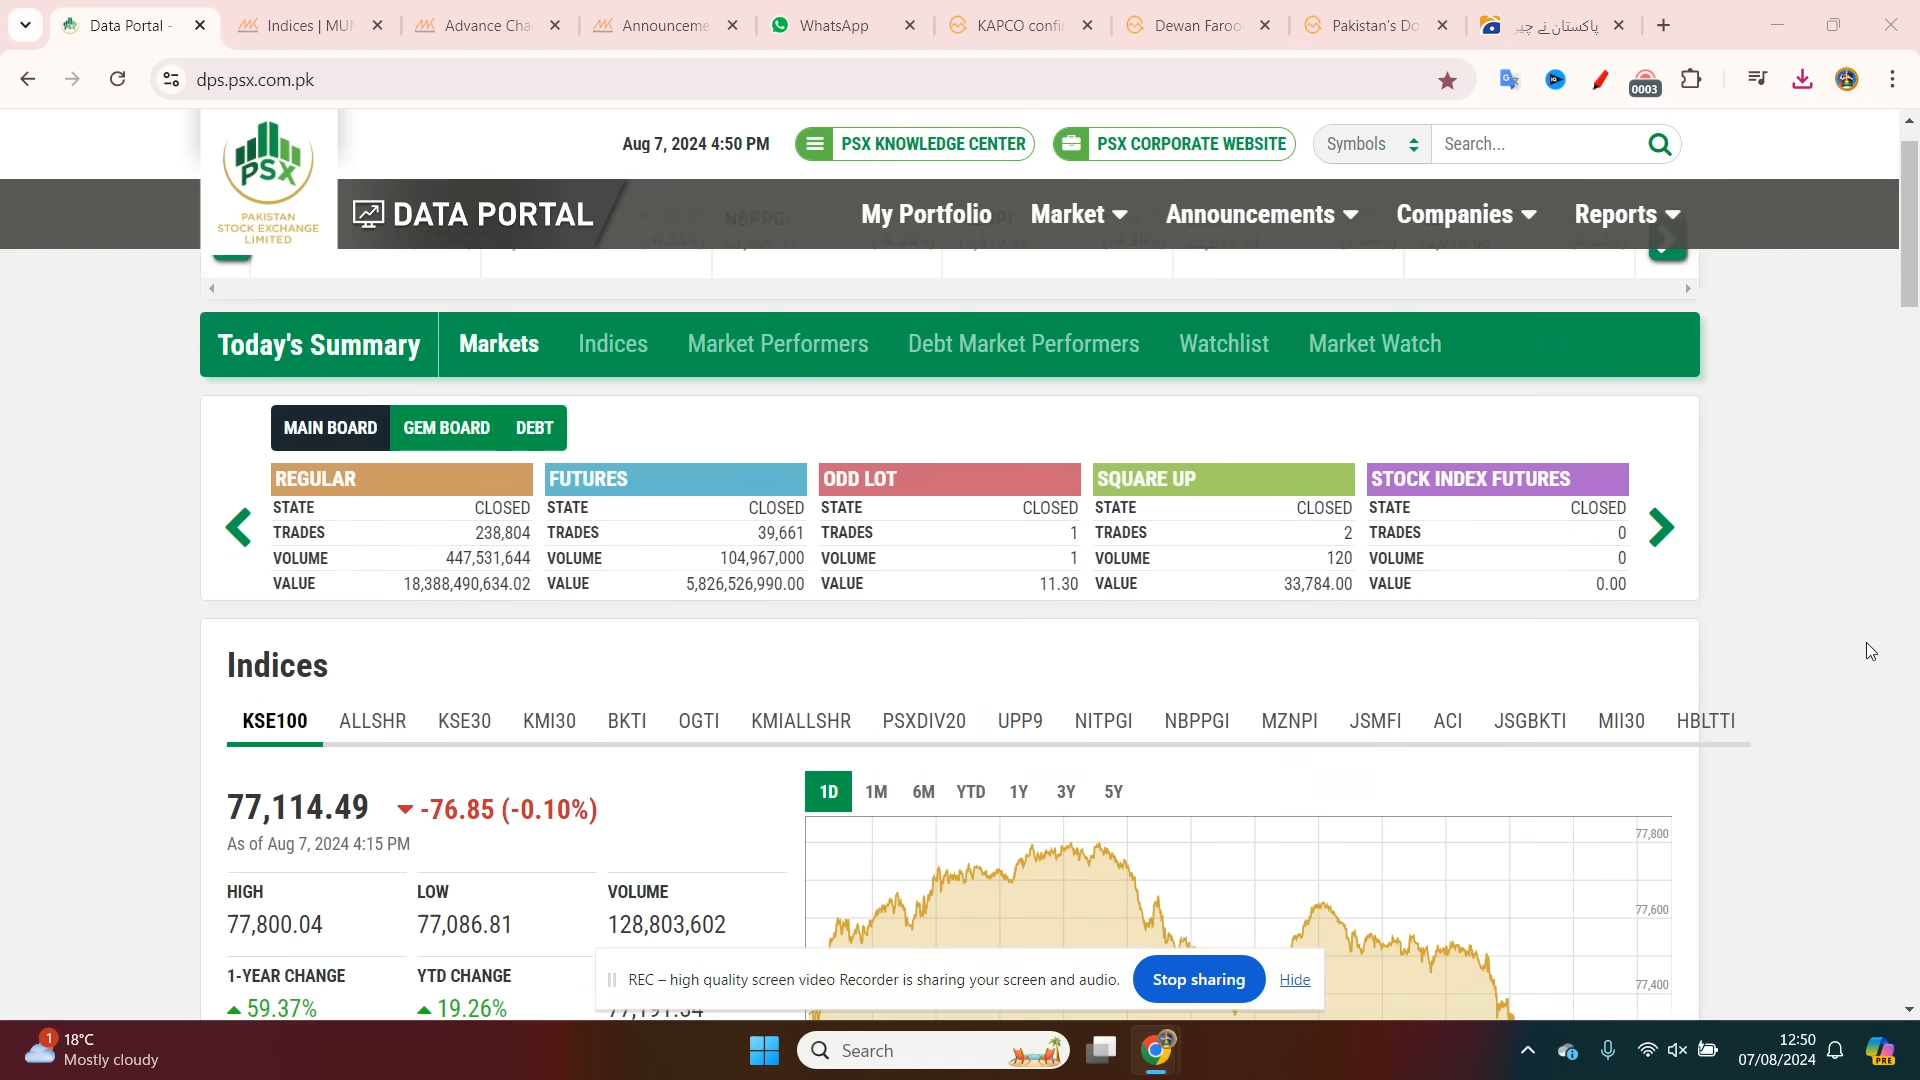 Data Portal -
Indices | MUF
Advance Cha
Announceme
WhatsApp
KAPCO confir
Dewan Faroo
Pakistan's Do
پاکستان نے چیر
dps.psx.com.pk
0003
PSX
PAKISTAN
STOCK EXCHANGE
LIMITED
Aug 7, 2024 4:50 PM
PSX KNOWLEDGE CENTER
PSX CORPORATE WEBSITE
Symbols
Search...
DATA PORTAL
My Portfolio
Market
Announcements
Companies
Reports
NBPPGI
Today's Summary
Markets
Indices
Market Performers
Debt Market Performers
Watchlist
Market Watch
MAIN BOARD
GEM BOARD
DEBT
REGULAR
STATE CLOSED
TRADES 238,804
VOLUME 447,531,644
VALUE 18,388,490,634.02
FUTURES
STATE CLOSED
TRADES 39,661
VOLUME 104,967,000
VALUE 5,826,526,990.00
ODD LOT
STATE CLOSED
TRADES 1
VOLUME 1
VALUE 11.30
SQUARE UP
STATE CLOSED
TRADES 2
VOLUME 120
VALUE 33,784.00
STOCK INDEX FUTURES
STATE CLOSED
TRADES 0
VOLUME 0
VALUE 0.00
Indices
KSE100 ALLSHR KSE30 KMI30 BKTI OGTI KMIALLSHR PSXDIV20 UPP9 NITPGI NBPPGI MZNPI JSMFI ACI JSGBKTI MII30 HBLTTI
77,114.49 -76.85 (-0.10%)
As of Aug 7, 2024 4:15 PM
HIGH
77,800.04
LOW
77,086.81
VOLUME
128,803,602
1-YEAR CHANGE
59.37%
YTD CHANGE
19.26%
77,191.34
1D 1M 6M YTD 1Y 3Y 5Y
77,800
77,600
77,400
REC – high quality screen video Recorder is sharing your screen and audio.
Stop sharing
Hide
1
18°C
Mostly cloudy
Search
12:50
07/08/2024
PRE